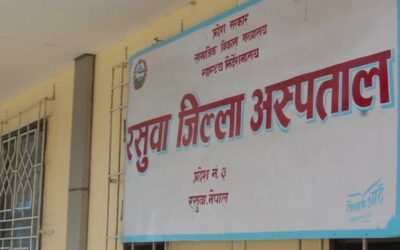 प्रदेश सरकार
सामाजिक विकास मन्त्रालय
स्वास्थ्य निर्देशनालय
रसुवा जिल्ला अस्पताल
प्रदेश नं. ३
रसुवा, नेपाल